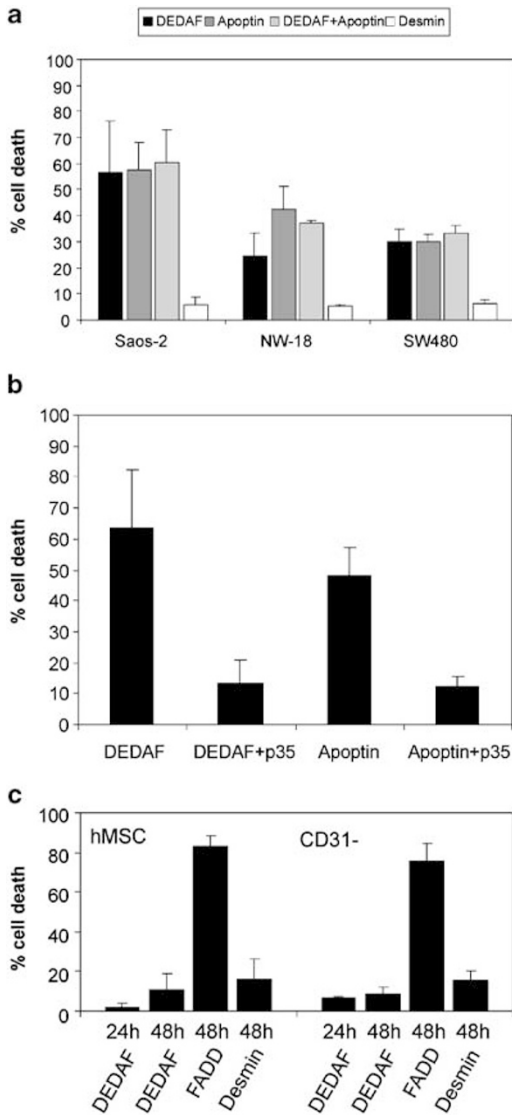 a
DEDAF Apoptin DEDAF+Apoptin Desmin
% cell death
100
90
80
70
60
50
40
30
20
10
0
Saos-2 NW-18 SW480
b
% cell death
100
90
80
70
60
50
40
30
20
10
0
DEDAF DEDAF+p35 Apoptin Apoptin+p35
c
% cell death
100
80
60
40
20
0
hMSC CD31-
24h 48h 48h 48h 24h 48h 48h 48h
DEDAF DEDAF FADD Desmin DEDAF DEDAF FADD Desmin